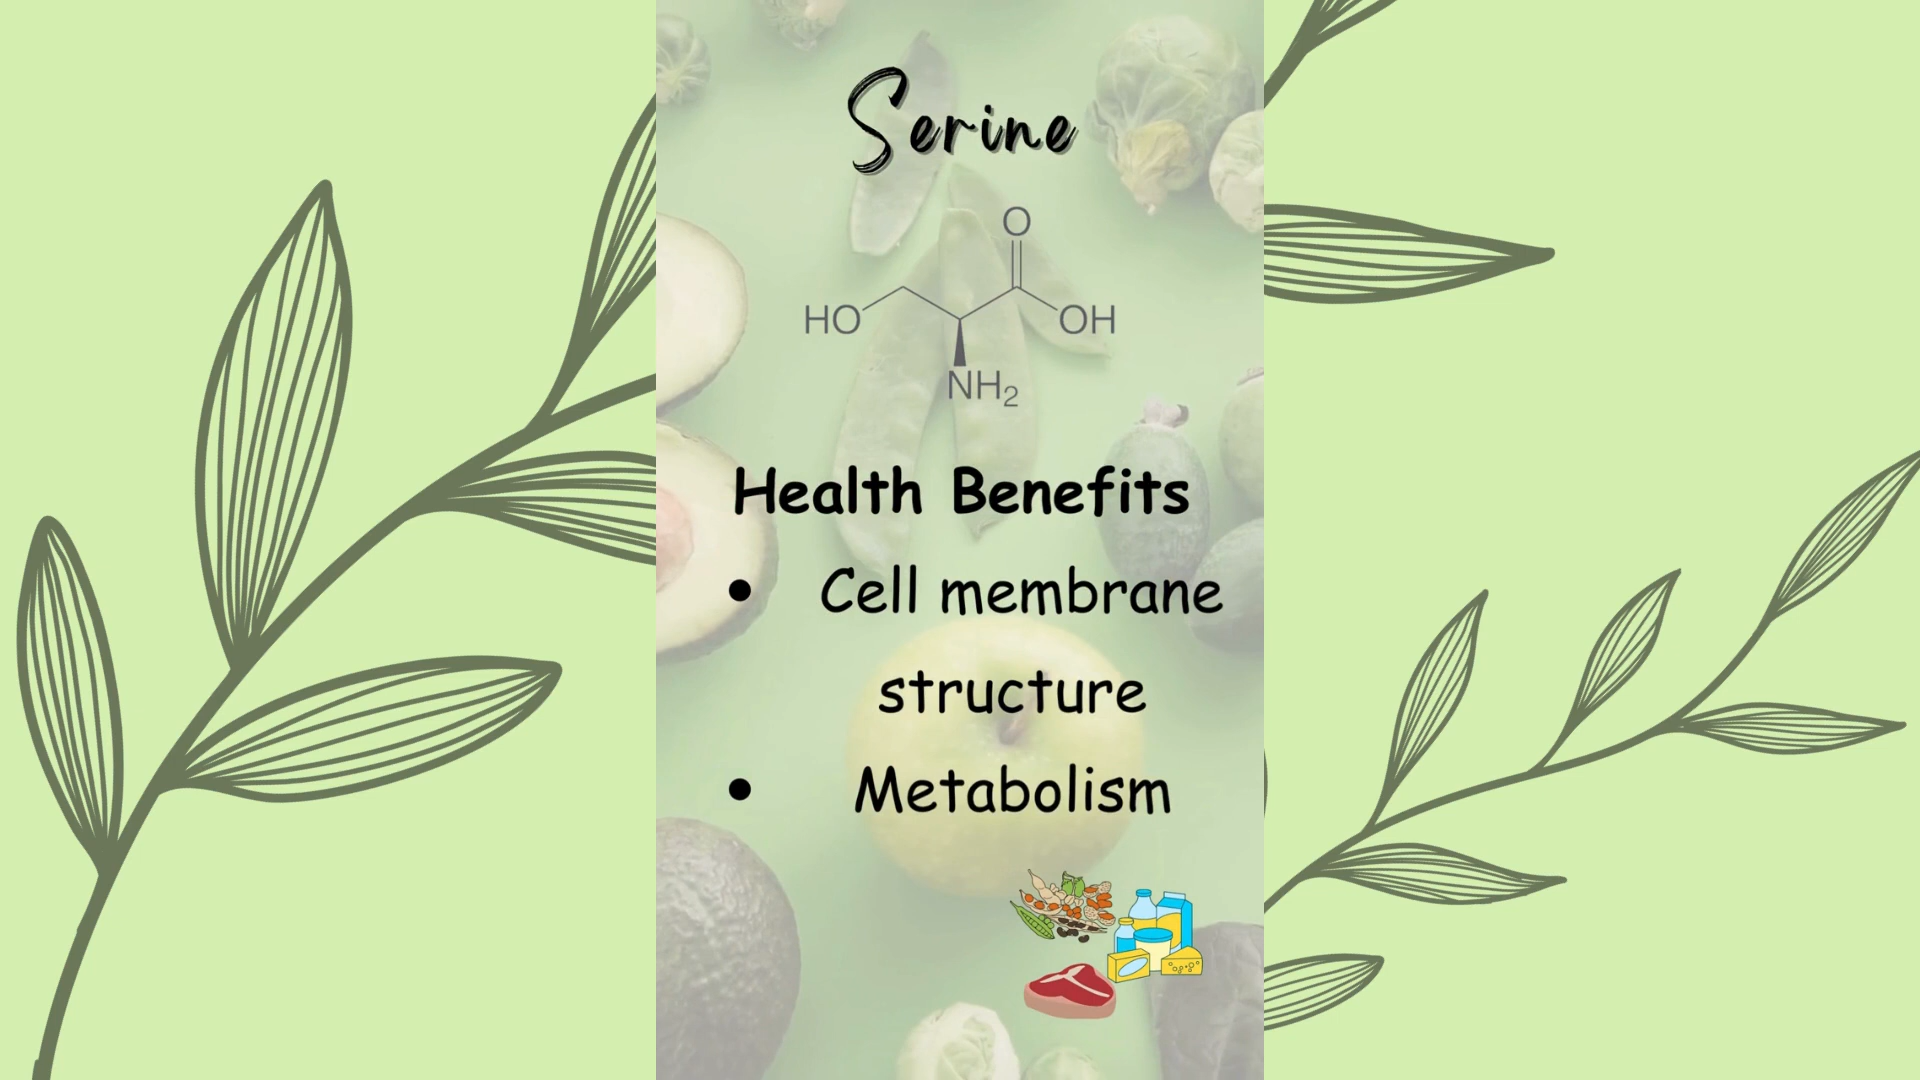 Serine
O
HO
OH
NH₂
Health Benefits
• Cell membrane
structure
• Metabolism